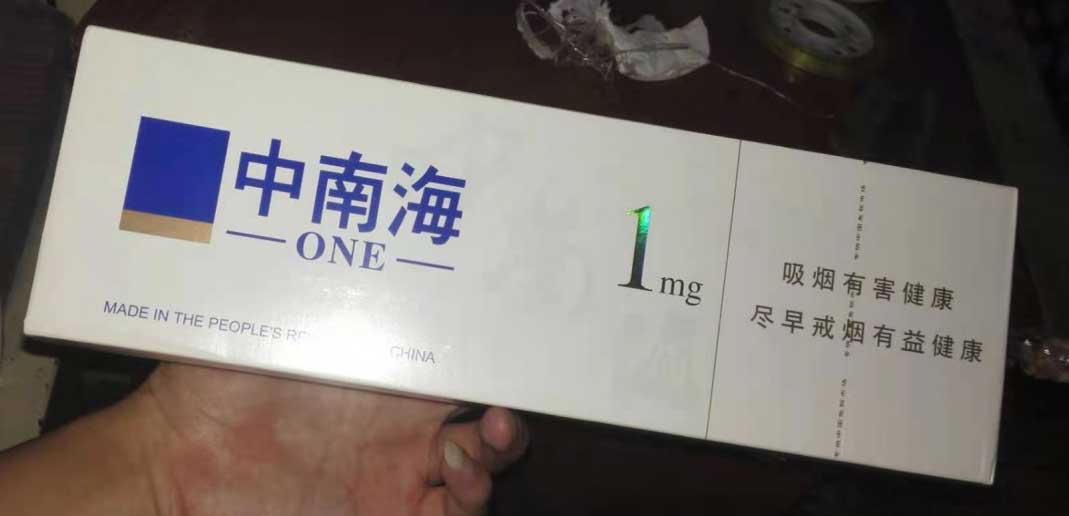 中南海
ONE
MADE IN THE PEOPLE'S CHINA
1mg
吸烟有害健康
尽早戒烟有益健康